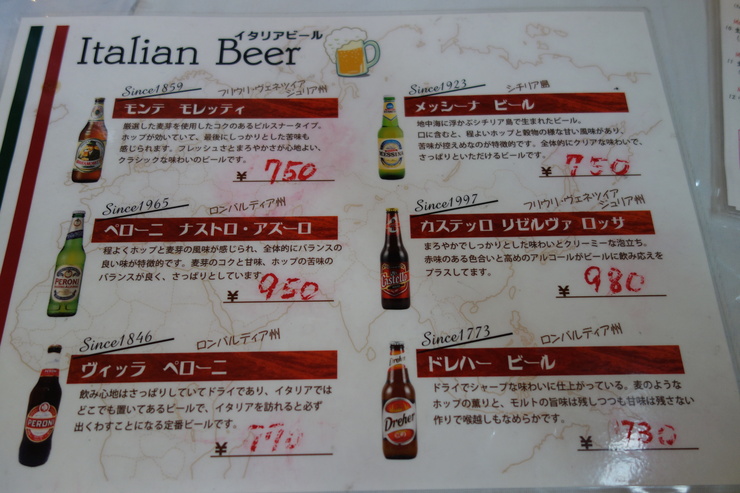 イタリアビール
Italian Beer
Since1859
フリウリ・ヴェネツィア
ジュリア州
モンテ モレッティ
厳選した麦芽を使用したコクのあるピルスナータイプ。
ホップが効いていて、最後にしっかりとした苦味も
感じられます。フレッシュさとまろやかさが心地よい、
クラシックな味わいのビールです。
¥ 750
Since1923
シチリア島
メッシーナ ビール
地中海に浮かぶシチリア島で生まれたビール。
口に含むと、程よいホップと穀物の様な甘い風味があり、
苦味が控えめなのが特徴的です。全体的にクリアな味わいで、
さっぱりといただけるビールです。
¥ 750
MESSINA
Since1965
ロンバルディア州
ペローニ ナストロ・アズーロ
程よくホップと麦芽の風味が感じられ、全体的にバランスの
良い味が特徴的です。麦芽のコクと甘味、ホップの苦味の
バランスが良く、さっぱりとしています。
¥ 950
PERONI
Since1997
フリウリ・ヴェネツィア
ジュリア州
カステッロ リゼルヴァ ロッサ
まろやかでしっかりとした味わいとクリーミーな泡立ち。
赤味のある色合いと高めのアルコールがビールに飲み応えを
プラスしてます。
¥ 980
Castello
Since1846
ロンバルディア州
ヴィッラ ペローニ
飲み心地はさっぱりしていてドライであり、イタリアでは
どこでも置いてあるビールで、イタリアを訪れると必ず
出くわすことになる定番ビールです。
¥ 770
PERONI
Since1773
ロンバルディア州
ドレハー ビール
ドライでシャープな味わいに仕上がっている。麦のような
ホップの薫りと、モルトの旨味は残しつつも甘味は残さない
作りで喉越しもなめらかです。
¥ 730
Dreher